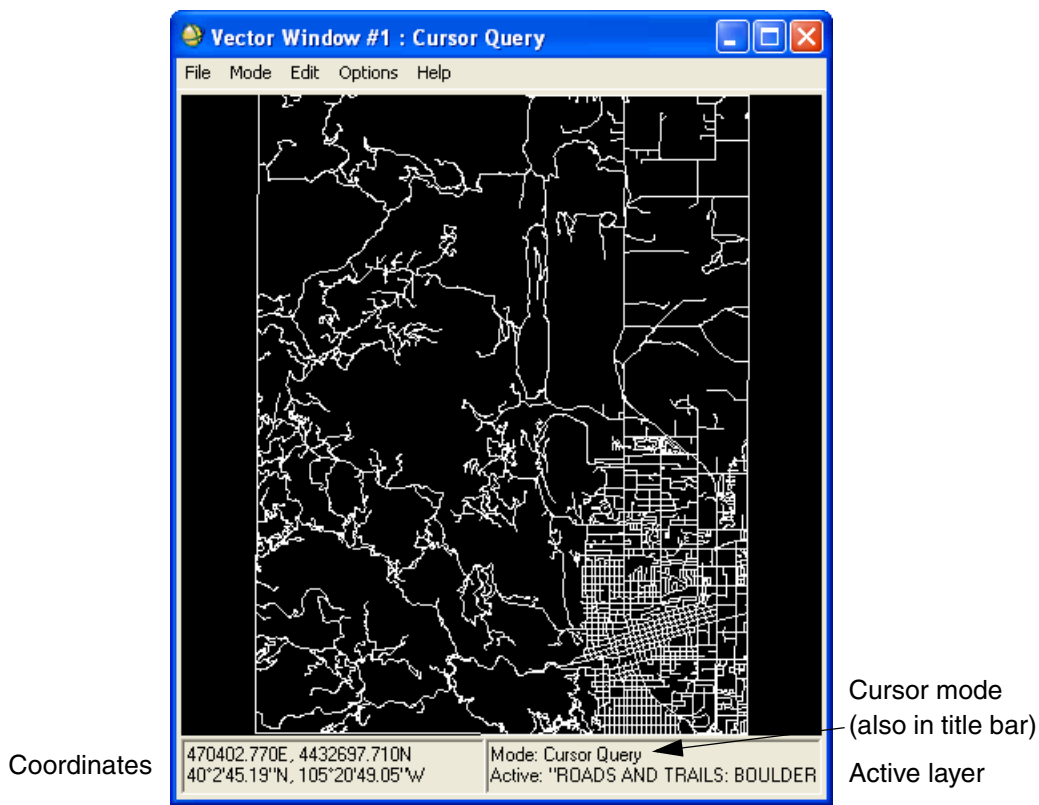 Vector Window #1 : Cursor Query
File Mode Edit Options Help
Cursor mode
(also in title bar)
Coordinates
470402.770E, 4432697.710N
40°2'45.19''N, 105°20'49.05''W
Mode: Cursor Query
Active: ''ROADS AND TRAILS: BOULDER
Active layer